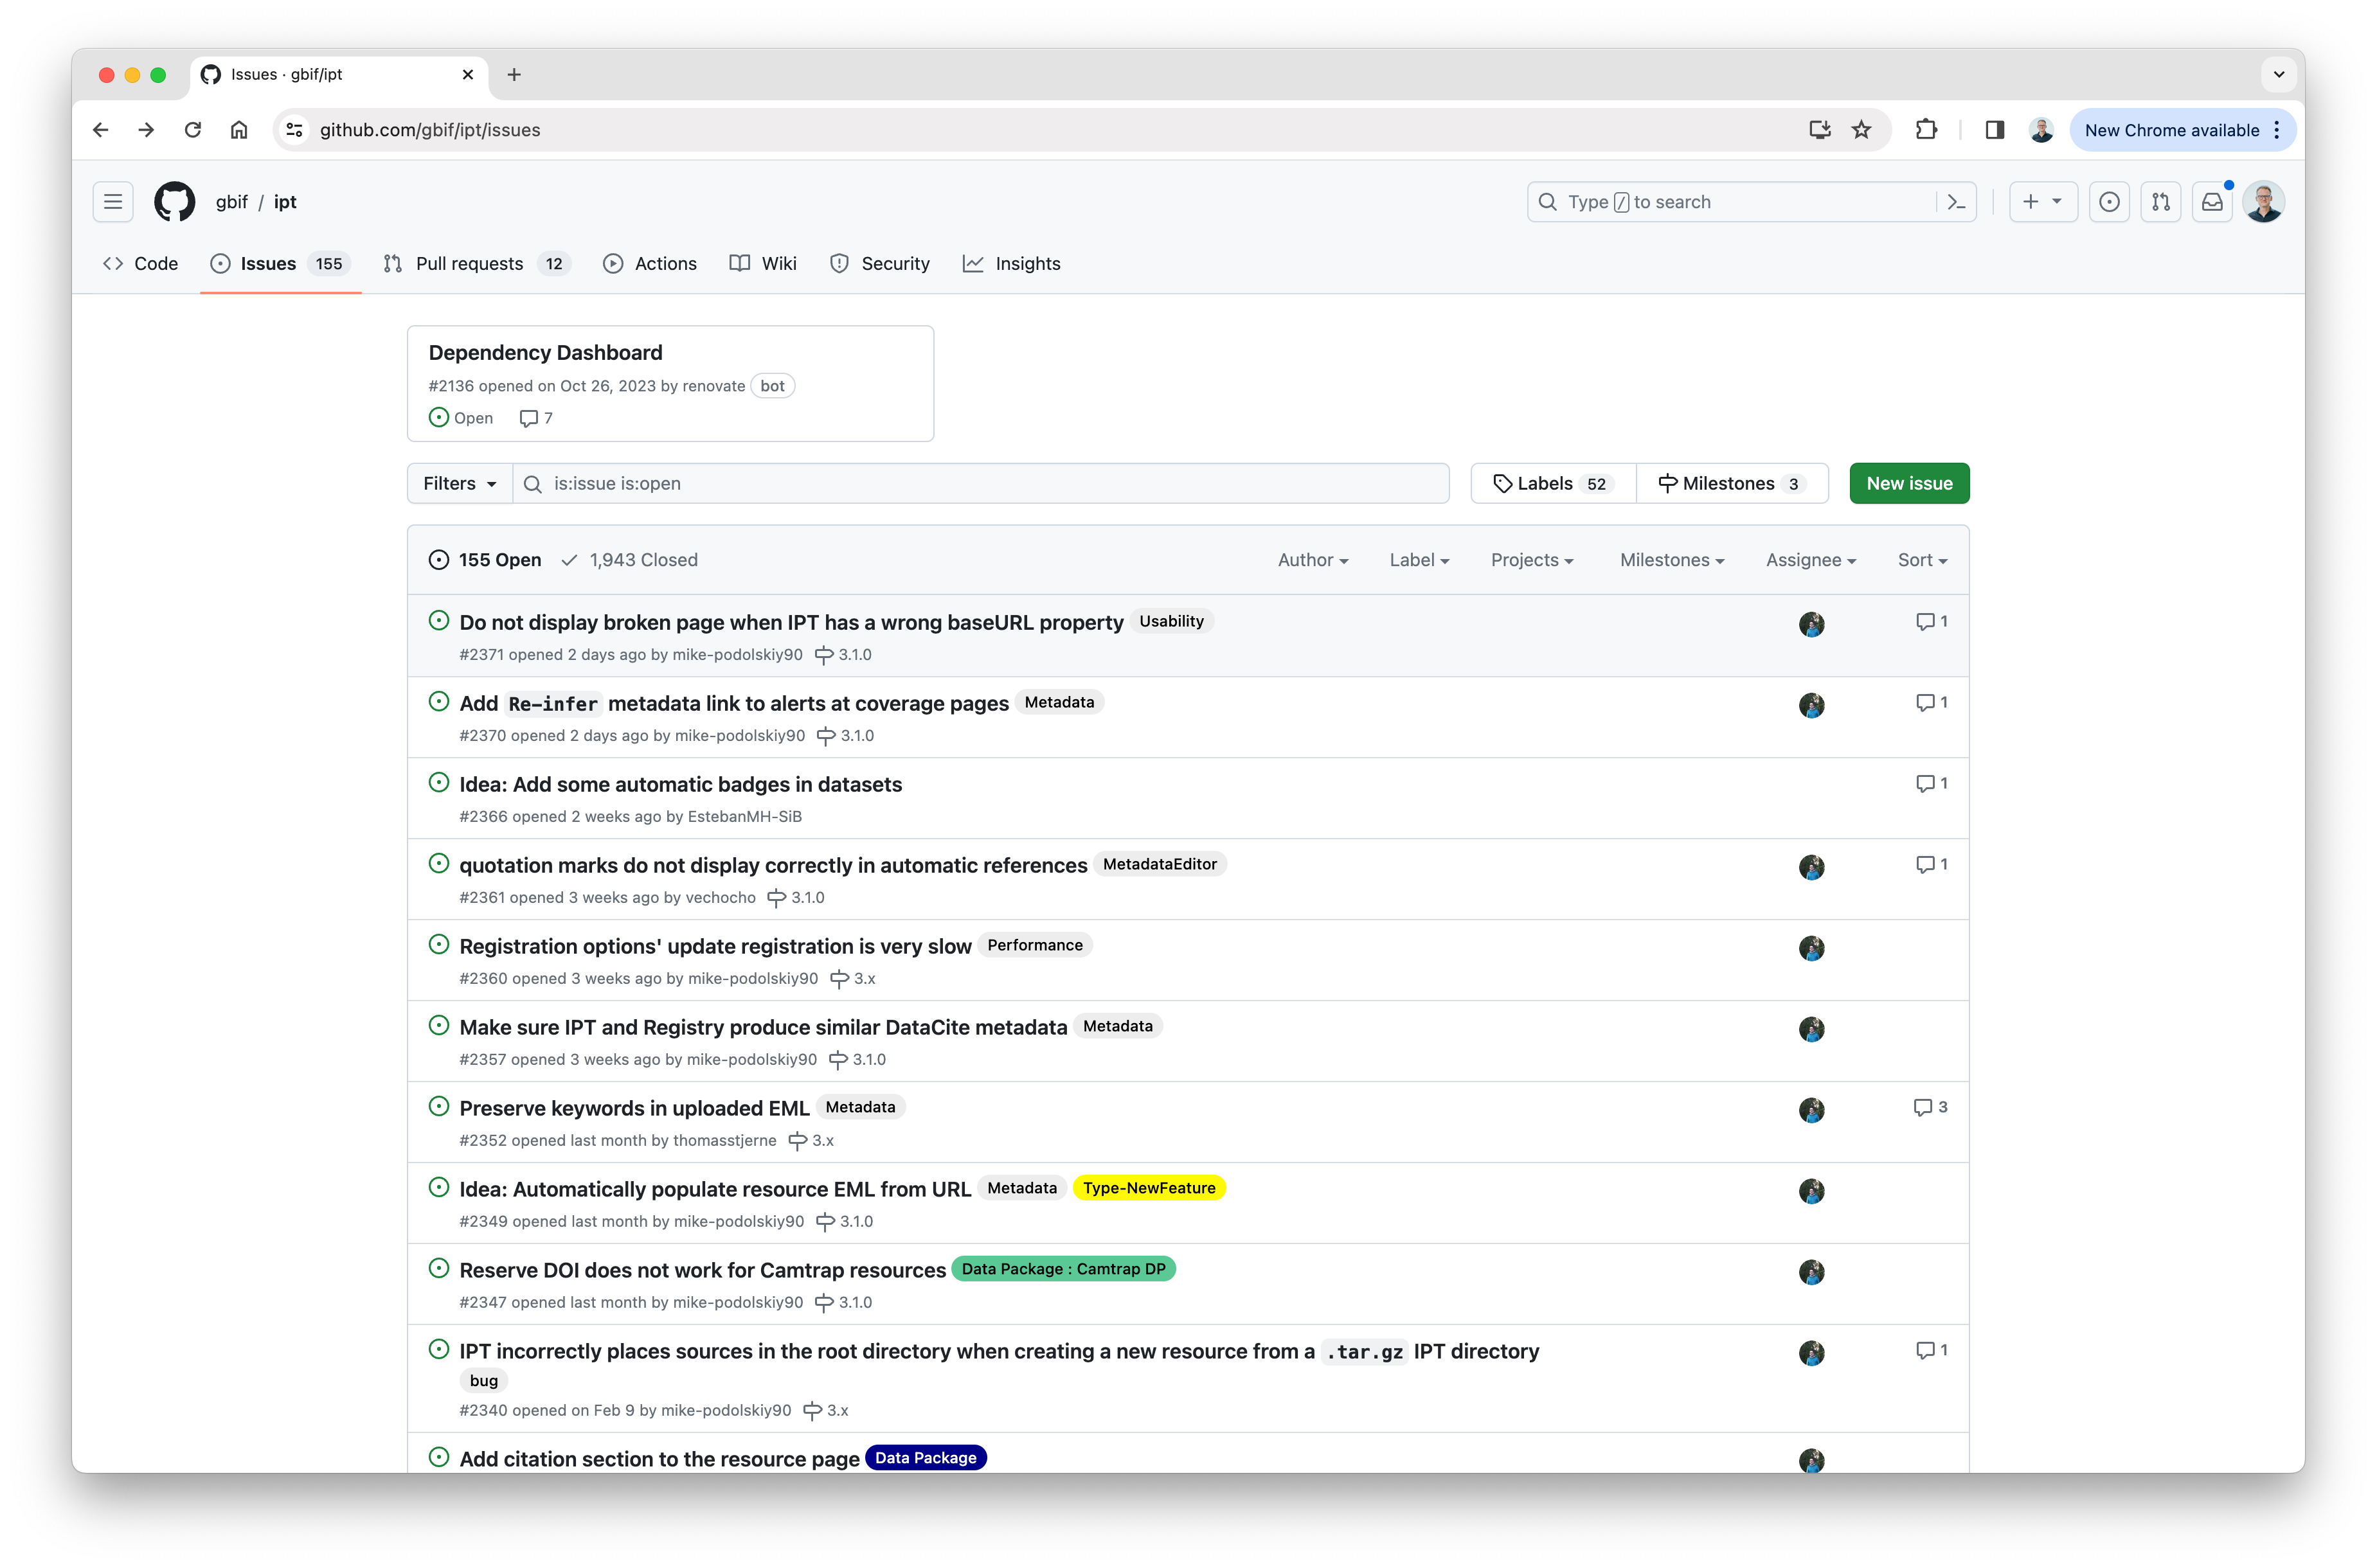 Issues · gbif/ipt
github.com/gbif/ipt/issues
New Chrome available
gbif / ipt
Type / to search
Code
Issues 155
Pull requests 12
Actions
Wiki
Security
Insights
Dependency Dashboard
#2136 opened on Oct 26, 2023 by renovate bot
Open 7
Filters
is:issue is:open
Labels 52
Milestones 3
New issue
155 Open 1,943 Closed
Author
Label
Projects
Milestones
Assignee
Sort
Do not display broken page when IPT has a wrong baseURL property Usability 1
#2371 opened 2 days ago by mike-podolskiy90 3.1.0
Add Re-infer metadata link to alerts at coverage pages Metadata 1
#2370 opened 2 days ago by mike-podolskiy90 3.1.0
Idea: Add some automatic badges in datasets 1
#2366 opened 2 weeks ago by EstebanMH-SiB
quotation marks do not display correctly in automatic references MetadataEditor 1
#2361 opened 3 weeks ago by vechocho 3.1.0
Registration options' update registration is very slow Performance
#2360 opened 3 weeks ago by mike-podolskiy90 3.x
Make sure IPT and Registry produce similar DataCite metadata Metadata
#2357 opened 3 weeks ago by mike-podolskiy90 3.1.0
Preserve keywords in uploaded EML Metadata 3
#2352 opened last month by thomasstjerne 3.x
Idea: Automatically populate resource EML from URL Metadata Type-NewFeature
#2349 opened last month by mike-podolskiy90 3.1.0
Reserve DOI does not work for Camtrap resources Data Package : Camtrap DP
#2347 opened last month by mike-podolskiy90 3.1.0
IPT incorrectly places sources in the root directory when creating a new resource from a .tar.gz IPT directory 1
bug
#2340 opened on Feb 9 by mike-podolskiy90 3.x
Add citation section to the resource page Data Package